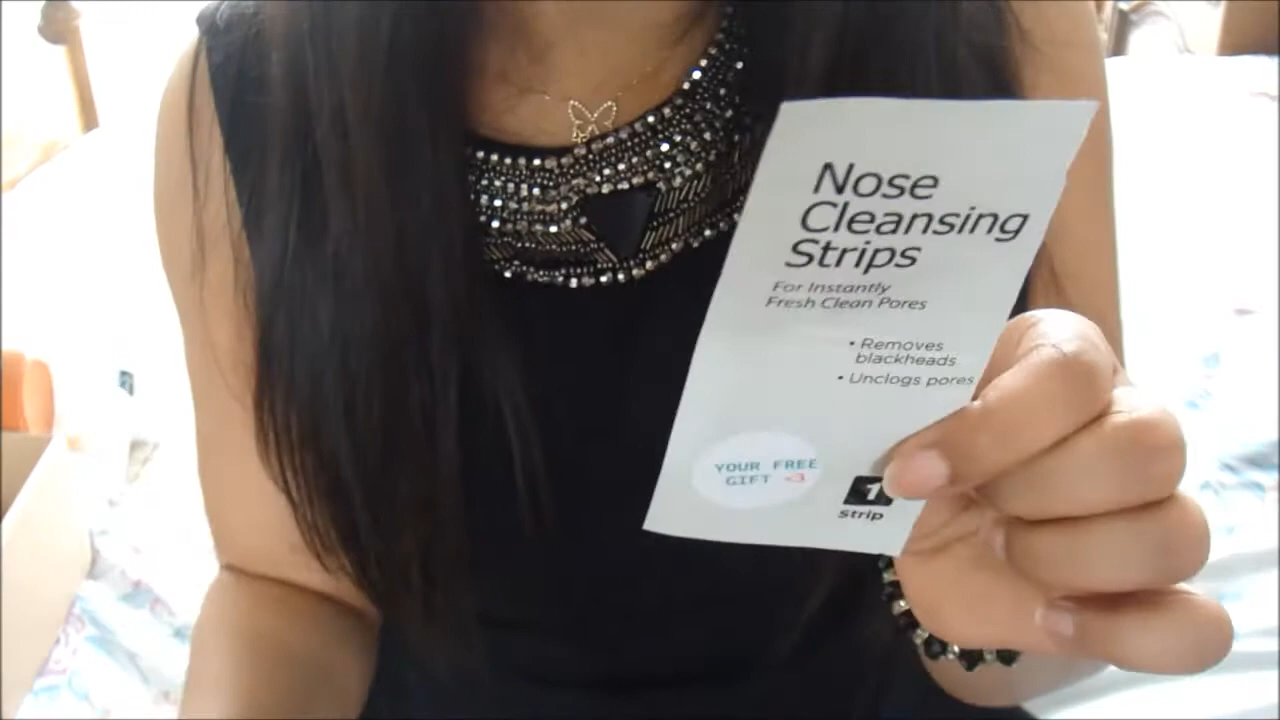 Nose
Cleansing
Strips
For Instantly
Fresh Clean Pores
• Removes
blackheads
• Unclogs pores
YOUR FREE
GIFT <3
1
Strip